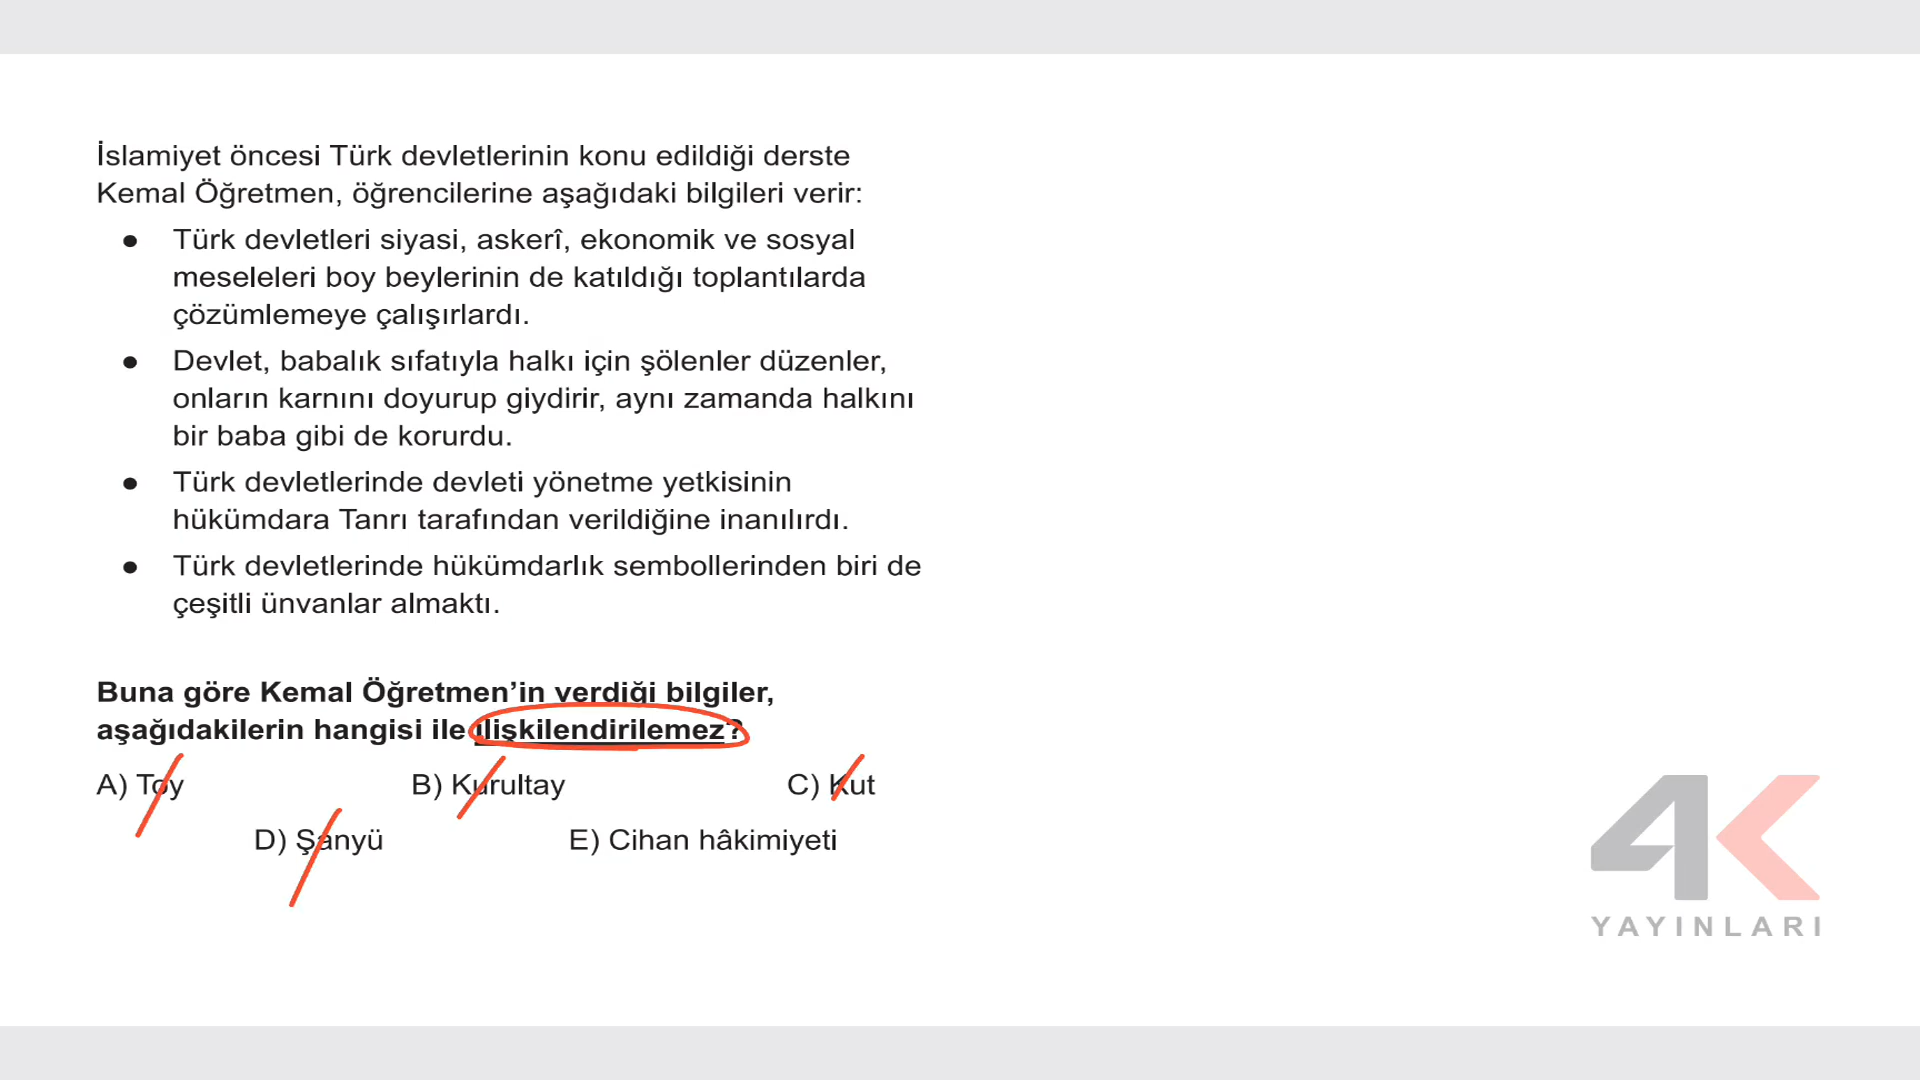 İslamiyet öncesi Türk devletlerinin konu edildiği derste
Kemal Öğretmen, öğrencilerine aşağıdaki bilgileri verir:
● Türk devletleri siyasi, askerî, ekonomik ve sosyal
meseleleri boy beylerinin de katıldığı toplantılarda
çözümlemeye çalışırlardı.
● Devlet, babalık sıfatıyla halkı için şölenler düzenler,
onların karnını doyurup giydirir, aynı zamanda halkını
bir baba gibi de korurdu.
● Türk devletlerinde devleti yönetme yetkisinin
hükümdara Tanrı tarafından verildiğine inanılırdı.
● Türk devletlerinde hükümdarlık sembollerinden biri de
çeşitli ünvanlar almaktı.
Buna göre Kemal Öğretmen’in verdiği bilgiler,
aşağıdakilerin hangisi ile ilişkilendirilemez?
A) Toy B) Kurultay C) Kut
D) Şanyü E) Cihan hâkimiyeti
4K
YAYINLARI